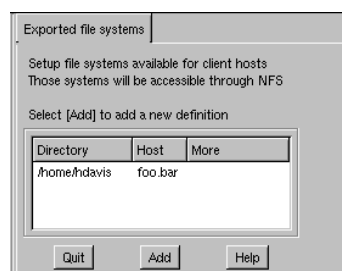 Exported file systems
Setup file systems available for client hosts
Those systems will be accessible through NFS
Select [Add] to add a new definition
Directory Host More
/home/hdavis foo.bar
Quit Add Help